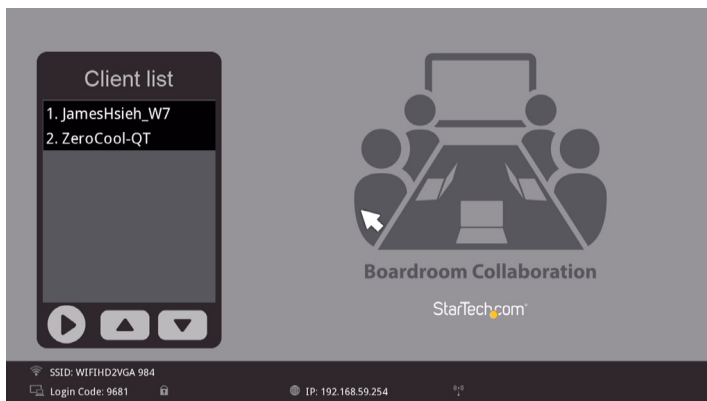 Client list
1. JamesHsieh_W7
2. ZeroCool-QT
Boardroom Collaboration
StarTech.com
SSID: WIFIHD2VGA 984
Login Code: 9681
IP: 192.168.59.254